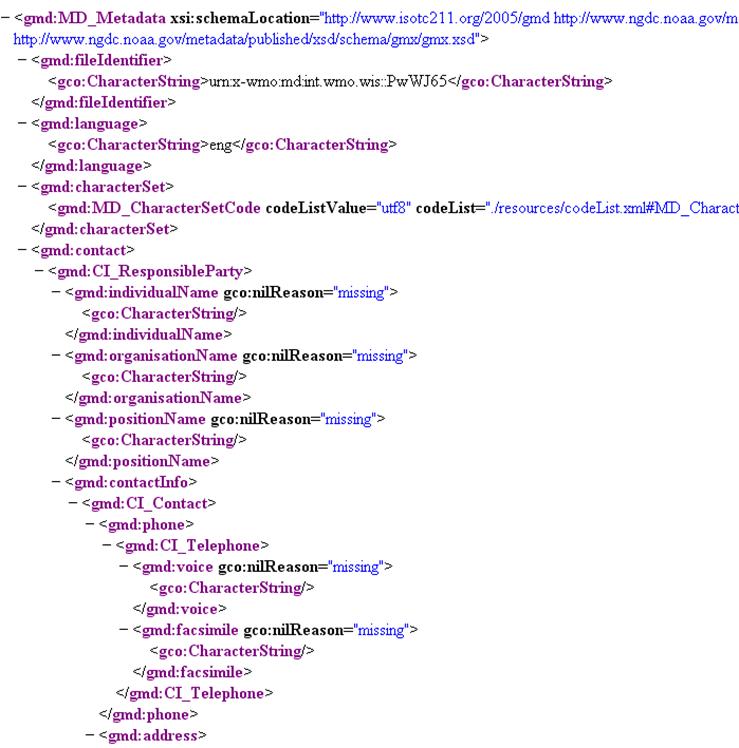 − <gmd:MD_Metadata xsi:schemaLocation="http://www.isotc211.org/2005/gmd http://www.ngdc.noaa.gov/m
http://www.ngdc.noaa.gov/metadata/published/xsd/schema/gmx/gmx.xsd">
− <gmd:fileIdentifier>
<gco:CharacterString>urn:x-wmo:md:int.wmo.wis::PwWJ65</gco:CharacterString>
</gmd:fileIdentifier>
− <gmd:language>
<gco:CharacterString>eng</gco:CharacterString>
</gmd:language>
− <gmd:characterSet>
<gmd:MD_CharacterSetCode codeListValue="utf8" codeList="./resources/codeList.xml#MD_Charact
</gmd:characterSet>
− <gmd:contact>
− <gmd:CI_ResponsibleParty>
− <gmd:individualName gco:nilReason="missing">
<gco:CharacterString/>
</gmd:individualName>
− <gmd:organisationName gco:nilReason="missing">
<gco:CharacterString/>
</gmd:organisationName>
− <gmd:positionName gco:nilReason="missing">
<gco:CharacterString/>
</gmd:positionName>
− <gmd:contactInfo>
− <gmd:CI_Contact>
− <gmd:phone>
− <gmd:CI_Telephone>
− <gmd:voice gco:nilReason="missing">
<gco:CharacterString/>
</gmd:voice>
− <gmd:facsimile gco:nilReason="missing">
<gco:CharacterString/>
</gmd:facsimile>
</gmd:CI_Telephone>
</gmd:phone>
− <gmd:address>